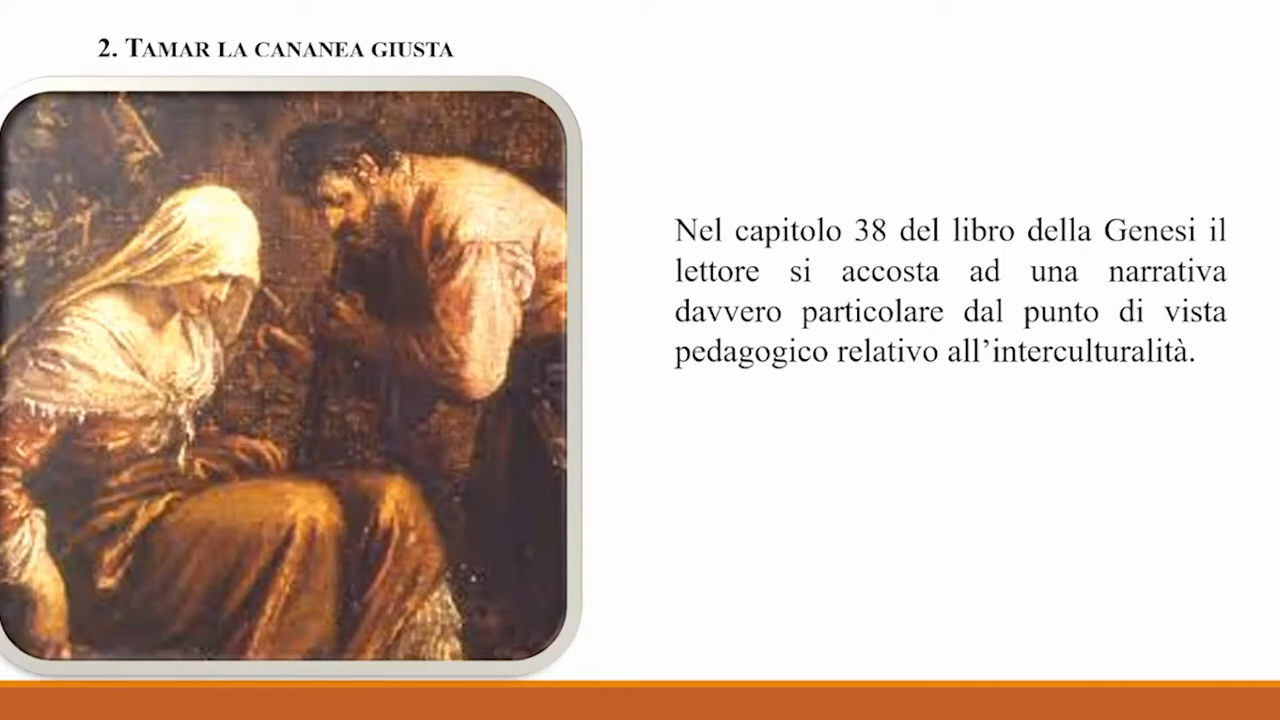 2. TAMAR LA CANANEA GIUSTA
Nel capitolo 38 del libro della Genesi il
lettore si accosta ad una narrativa
davvero particolare dal punto di vista
pedagogico relativo all’interculturalità.